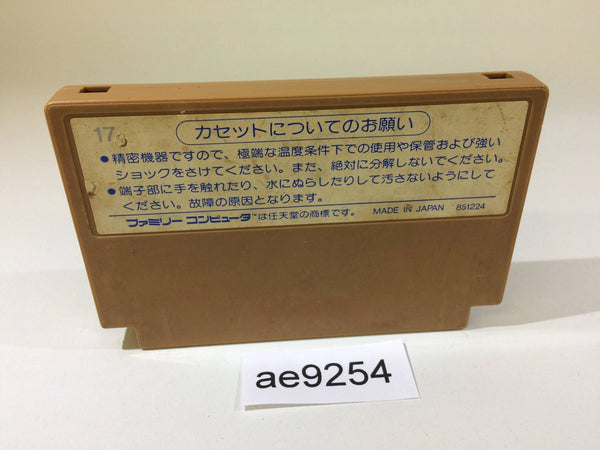 17
カセットについてのお願い
●精密機器ですので、極端な温度条件下での使用や保管および強い
ショックをさけてください。また、絶対に分解しないでください。
●端子部に手を触れたり、水にぬらしたりして汚さないようにして
ください。故障の原因となります。
ファミリー コンピュータ™は任天堂の商標です。 MADE IN JAPAN 851224
ae9254